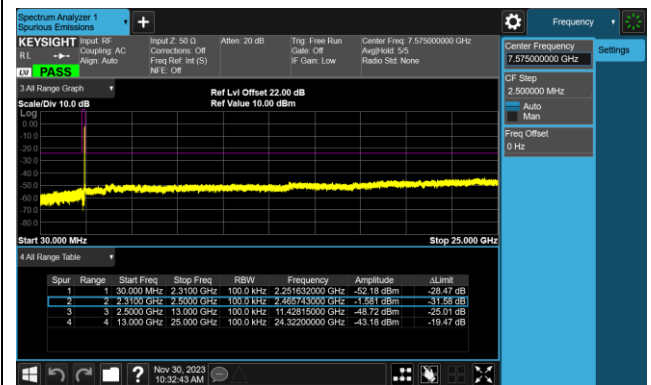 Spectrum Analyzer 1
Spurious Emissions
Frequency
KEYSIGHT
Input: RF
Input Z: 50 Ω
Atten: 20 dB
Trig: Free Run
Center Freq: 7.575000000 GHz
RL
Coupling: AC
Corrections: Off
Gate: Off
Avg|Hold: 5/5
Align: Auto
Freq Ref: Int (S)
IF Gain: Low
Radio Std: None
LXI
PASS
NFE: Off
Center Frequency
7.575000000 GHz
Settings
CF Step
2.500000 MHz
Auto
Man
Freq Offset
0 Hz
3 All Range Graph
Scale/Div 10.0 dB
Ref Lvl Offset 22.00 dB
Ref Value 10.00 dBm
Log
0.00
-10.0
-20.0
-30.0
-40.0
-50.0
-60.0
-70.0
-80.0
Start 30.000 MHz
Stop 25.000 GHz
4 All Range Table
Spur Range Start Freq Stop Freq RBW Frequency Amplitude ΔLimit
1 1 30.000 MHz 2.3100 GHz 100.0 kHz 2.251632000 GHz -52.18 dBm -28.47 dB
2 2 2.3100 GHz 2.5000 GHz 100.0 kHz 2.465743000 GHz -1.581 dBm -31.58 dB
3 3 2.5000 GHz 13.000 GHz 100.0 kHz 11.42815000 GHz -48.72 dBm -25.01 dB
4 4 13.000 GHz 25.000 GHz 100.0 kHz 24.32200000 GHz -43.18 dBm -19.47 dB
?
Nov 30, 2023
10:32:43 AM